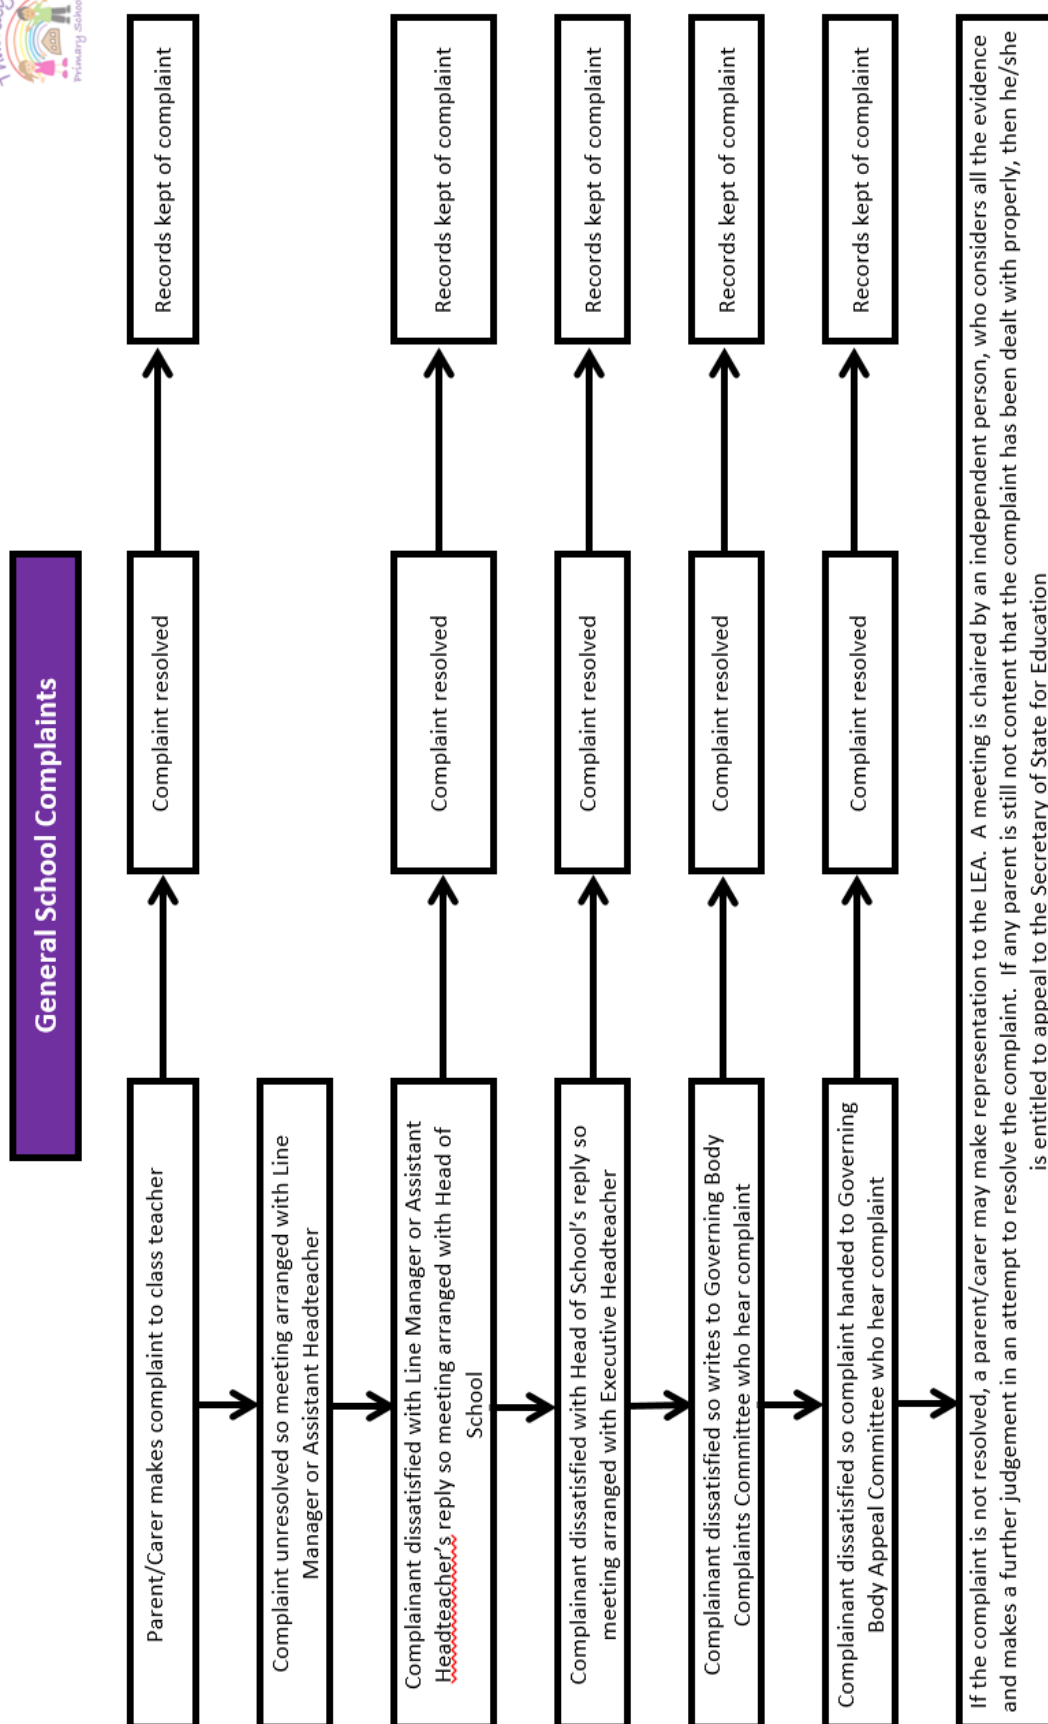 Primary School
General School Complaints
Parent/Carer makes complaint to class teacher
Complaint resolved
Records kept of complaint
Complaint unresolved so meeting arranged with Line
Manager or Assistant Headteacher
Complainant dissatisfied with Line Manager or Assistant
Headteacher's reply so meeting arranged with Head of
School
Complaint resolved
Records kept of complaint
Complainant dissatisfied with Head of School's reply so
meeting arranged with Executive Headteacher
Complaint resolved
Records kept of complaint
Complainant dissatisfied so writes to Governing Body
Complaints Committee who hear complaint
Complaint resolved
Records kept of complaint
Complainant dissatisfied so complaint handed to Governing
Body Appeal Committee who hear complaint
Complaint resolved
Records kept of complaint
If the complaint is not resolved, a parent/carer may make representation to the LEA. A meeting is chaired by an independent person, who considers all the evidence
and makes a further judgement in an attempt to resolve the complaint. If any parent is still not content that the complaint has been dealt with properly, then he/she
is entitled to appeal to the Secretary of State for Education